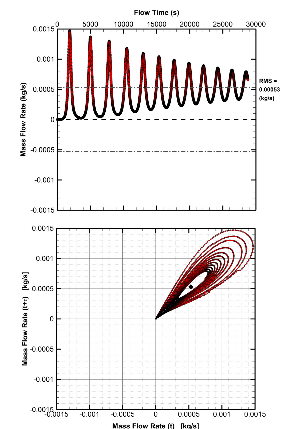 Flow Time (s)
0 5000 10000 15000 20000 25000 30000
0.0015
0.001
0.0005
0
-0.0005
-0.001
-0.0015
Mass Flow Rate (kg/s)
RMS =
0.00053
(kg/s)
0.0015
0.001
0.0005
0
-0.0005
-0.001
-0.0015
Mass Flow Rate (t+τ) [kg/s]
-0.0015 -0.001 -0.0005 0 0.0005 0.001 0.0015
Mass Flow Rate (t) [kg/s]